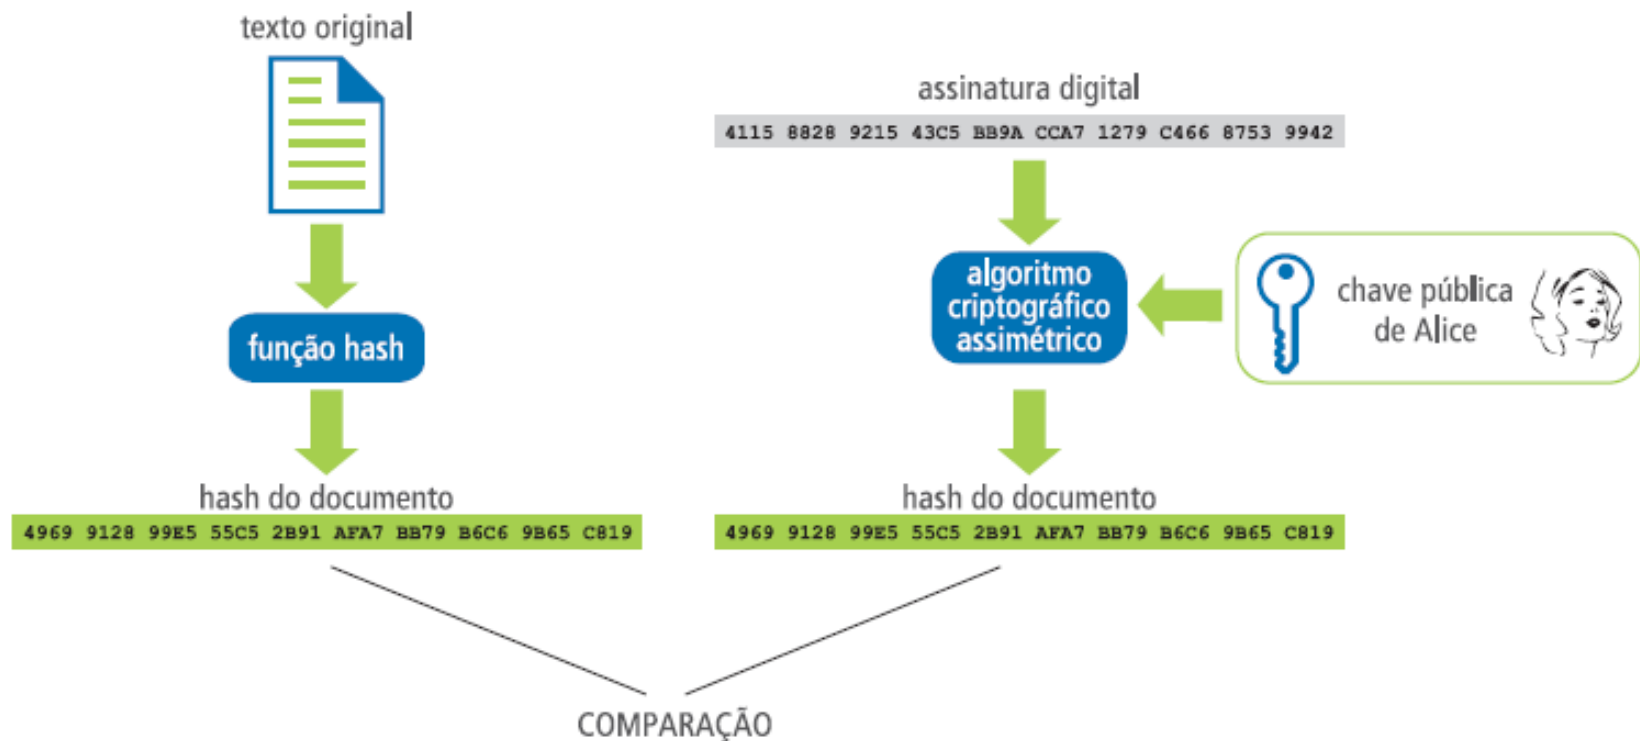 texto original
função hash
hash do documento
4969 9128 99E5 55C5 2B91 AFA7 BB79 B6C6 9B65 C819
assinatura digital
4115 8828 9215 43C5 BB9A CCA7 1279 C466 8753 9942
algoritmo
criptográfico
assimétrico
chave pública
de Alice
hash do documento
4969 9128 99E5 55C5 2B91 AFA7 BB79 B6C6 9B65 C819
COMPARAÇÃO